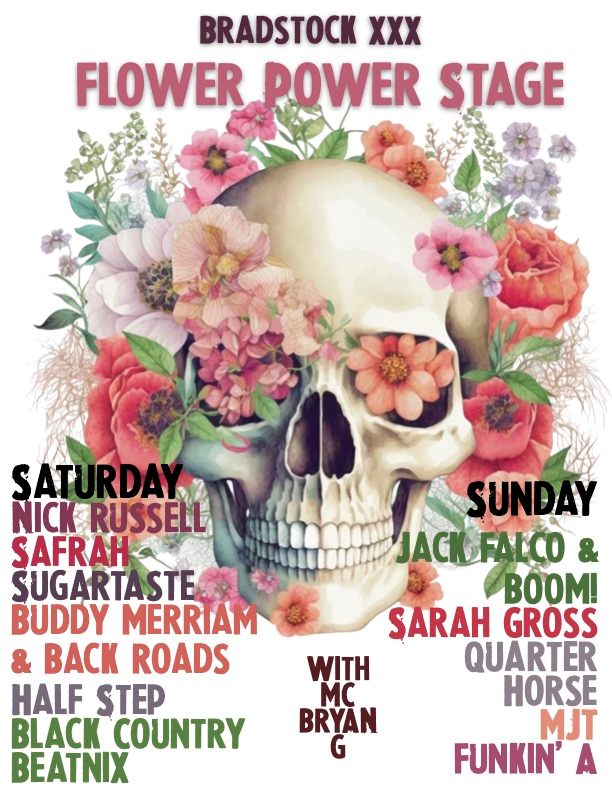 BRADSTOCK XXX
FLOWER POWER STAGE
SATURDAY
NICK RUSSELL
SAFRAH
SUGARTASTE
BUDDY MERRIAM
& BACK ROADS
HALF STEP
BLACK COUNTRY
BEATNIX
WITH
MC
BRYAN
G
SUNDAY
JACK FALCO &
BOOM!
SARAH GROSS
QUARTER
HORSE
MJT
FUNKIN' A